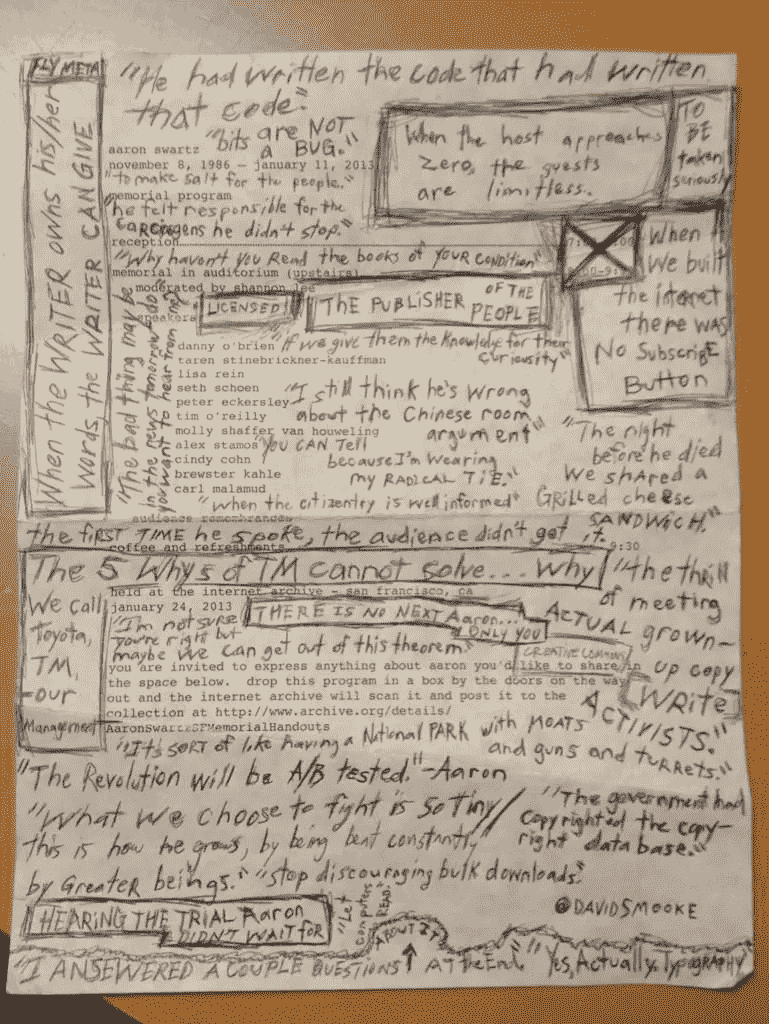 FLY META
When the WRITER owns his/her
words, the WRITER CAN GIVE
"He had written the code that had written
that code."
"bits are NOT
a BUG."
aaron swartz
november 8, 1986 – january 11, 2013
"to make salt for the people."
memorial program
he felt responsible for the
carcinogens he didn't stop."
reception
When the host approaches
zero, the guests
are limitless.
TO
BE
taken
seriously
"Why haven't you Read the books of YOUR CONDITION"
memorial in auditorium (upstairs)
moderated by shannon lee
speakers
"The bad thing may be
in the news tomorrow do
you want to hear from me?
LICENSED!
THE PUBLISHER OF THE
PEOPLE
When
We built
the internet
there WAS
No SubscribE
Button
"if we give them the Knowledge for their
curiosity"
danny o'brien
taren stinebrickner-kauffman
lisa rein
seth schoen
peter eckersley
tim o'reilly
molly shaffer van houweling
alex stamos
cindy cohn
brewster kahle
carl malamud
"I still think he's wrong
about the Chinese room
argument"
"YOU CAN Tell
because I'm wearing
my RADICAL TIE."
"The night
before he died
We shared a
Grilled cheese
SANDWICH."
"when the citizentry is well informed"
audience remembrances
the FIRST TIME he spoke, the audience didn't get it.
coffee and refreshments
9:30
The 5 Whys of TM cannot solve... why
held at the internet archive – san francisco, ca
january 24, 2013
We call
Toyota,
TM,
our
Management
THERE IS NO NEXT Aaron...
ONLY YOU
"I'm not SURE
You're right but
maybe we can get out of this theorem"
"the thrill
of meeting
ACTUAL grown-
up copy
WRITE
ACTIVISTS."
CREATIVE COMMONS
you are invited to express anything about aaron you'd like to share in
the space below. drop this program in a box by the doors on the way
out and the internet archive will scan it and post it to the
collection at http://www.archive.org/details/
AaronSwartzSFMemorialHandouts
"It's SORT of like having a National PARK with MOATS
and guns and turrets."
"The Revolution will be A/B tested."-Aaron
"What we choose to fight is so tiny/
this is how he grows, by being beat constantly
by Greater beings."
"The government had
copyrighted the copy-
right database."
"stop discouraging bulk downloads."
HEARING THE TRIAL Aaron
DIDN'T WAIT for
"Let
computers
READ."
ABOUT IT
@DAVIDSMOOKE
"I ANSEWERED A COUPLE QUESTIONS ↑ AT the End."
"Yes, Actually, Typography